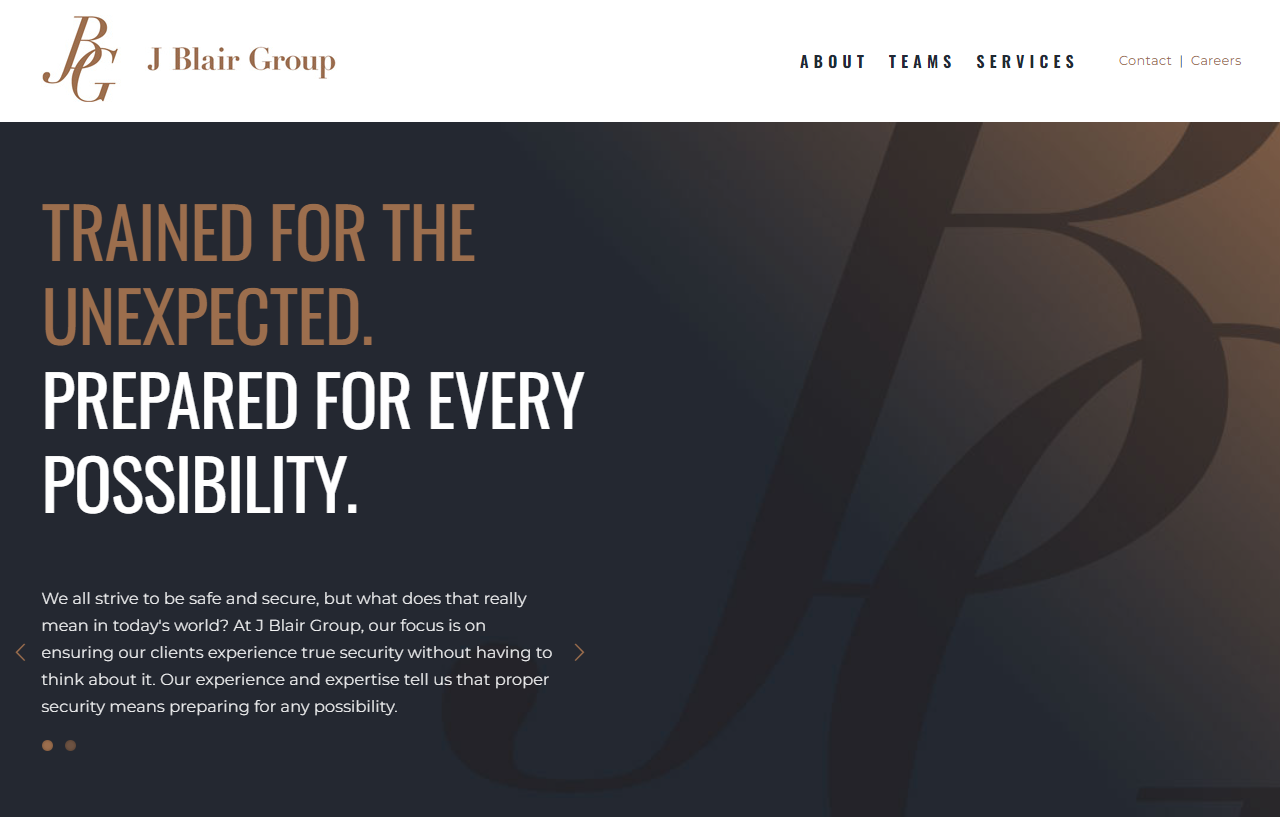 JBG
J Blair Group
ABOUT TEAMS SERVICES
Contact | Careers
TRAINED FOR THE
UNEXPECTED.
PREPARED FOR EVERY
POSSIBILITY.
We all strive to be safe and secure, but what does that really
mean in today's world? At J Blair Group, our focus is on
ensuring our clients experience true security without having to
think about it. Our experience and expertise tell us that proper
security means preparing for any possibility.